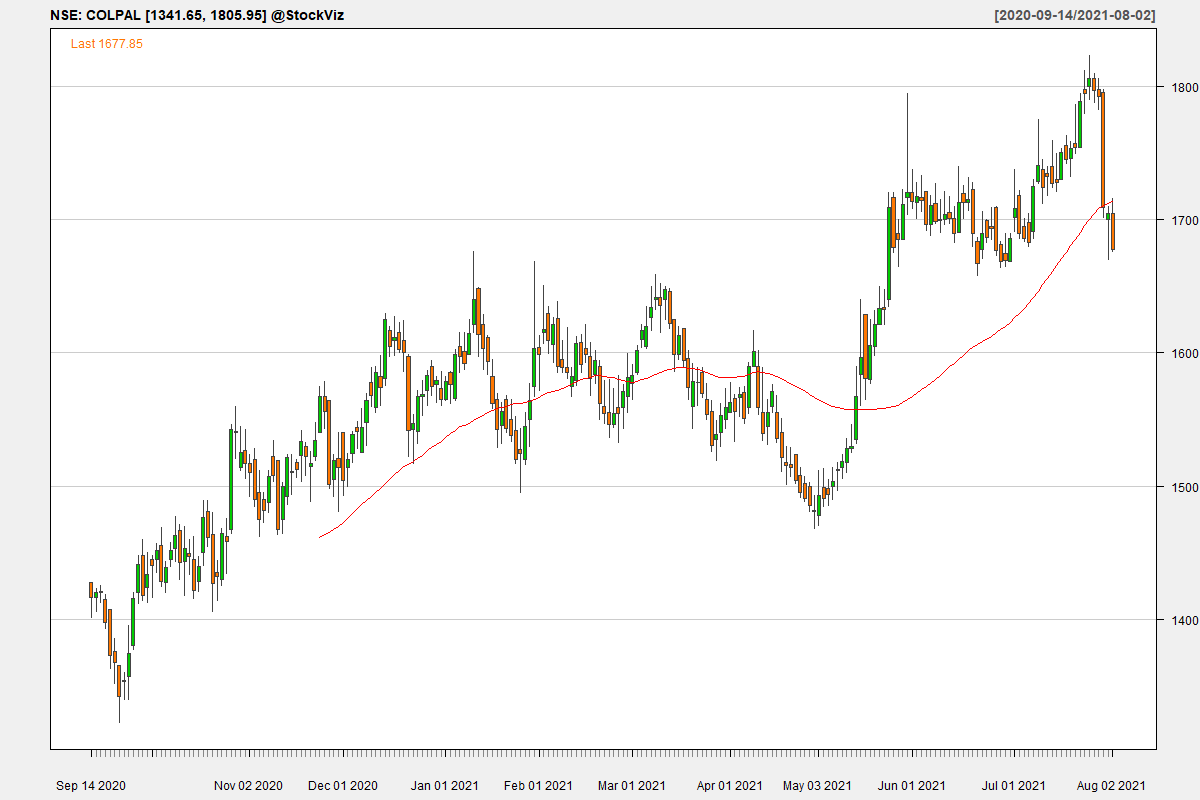 NSE: COLPAL [1341.65, 1805.95] @StockViz [2020-09-14/2021-08-02]
Last 1677.85
1800
1700
1600
1500
1400
Sep 14 2020 Nov 02 2020 Dec 01 2020 Jan 01 2021 Feb 01 2021 Mar 01 2021 Apr 01 2021 May 03 2021 Jun 01 2021 Jul 01 2021 Aug 02 2021